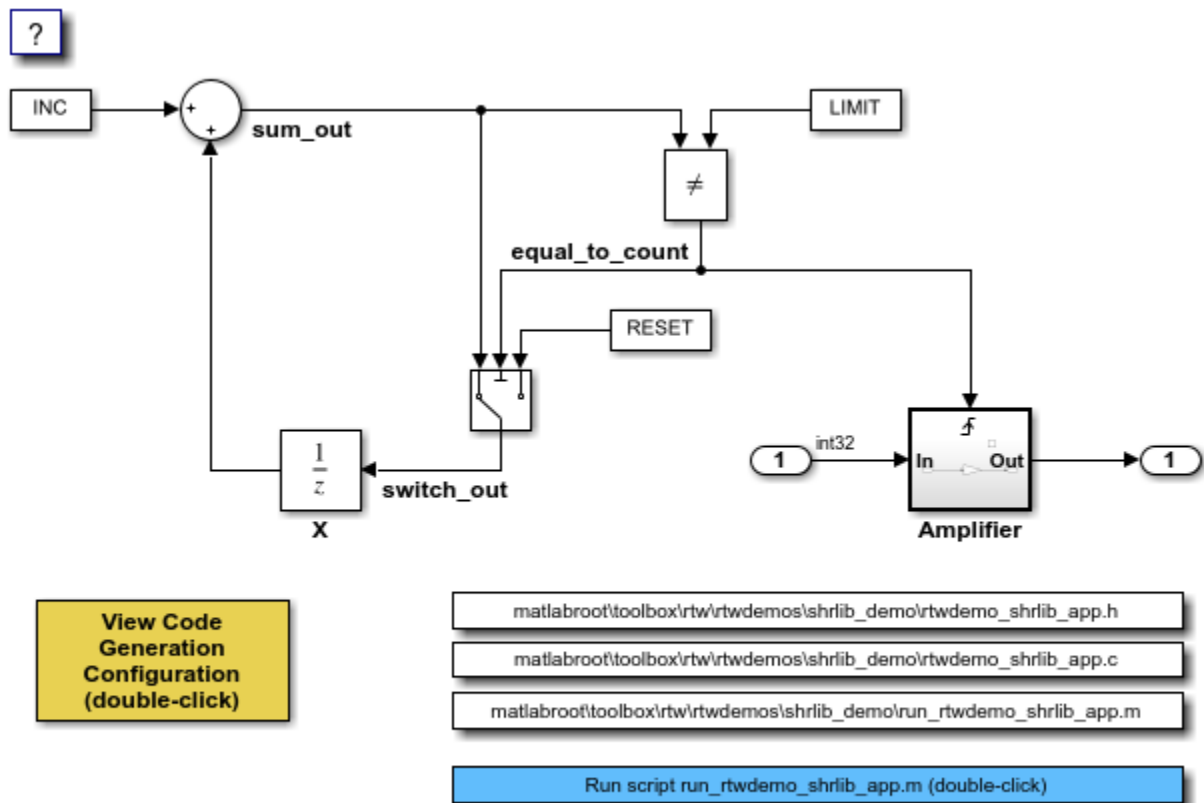 ?
INC
+
+
sum_out
LIMIT
≠
equal_to_count
RESET
1
z
X
switch_out
1
int32
In
Out
1
Amplifier
View Code
Generation
Configuration
(double-click)
matlabroot\toolbox\rtw\rtwdemos\shrlib_demo\rtwdemo_shrlib_app.h
matlabroot\toolbox\rtw\rtwdemos\shrlib_demo\rtwdemo_shrlib_app.c
matlabroot\toolbox\rtw\rtwdemos\shrlib_demo\run_rtwdemo_shrlib_app.m
Run script run_rtwdemo_shrlib_app.m (double-click)